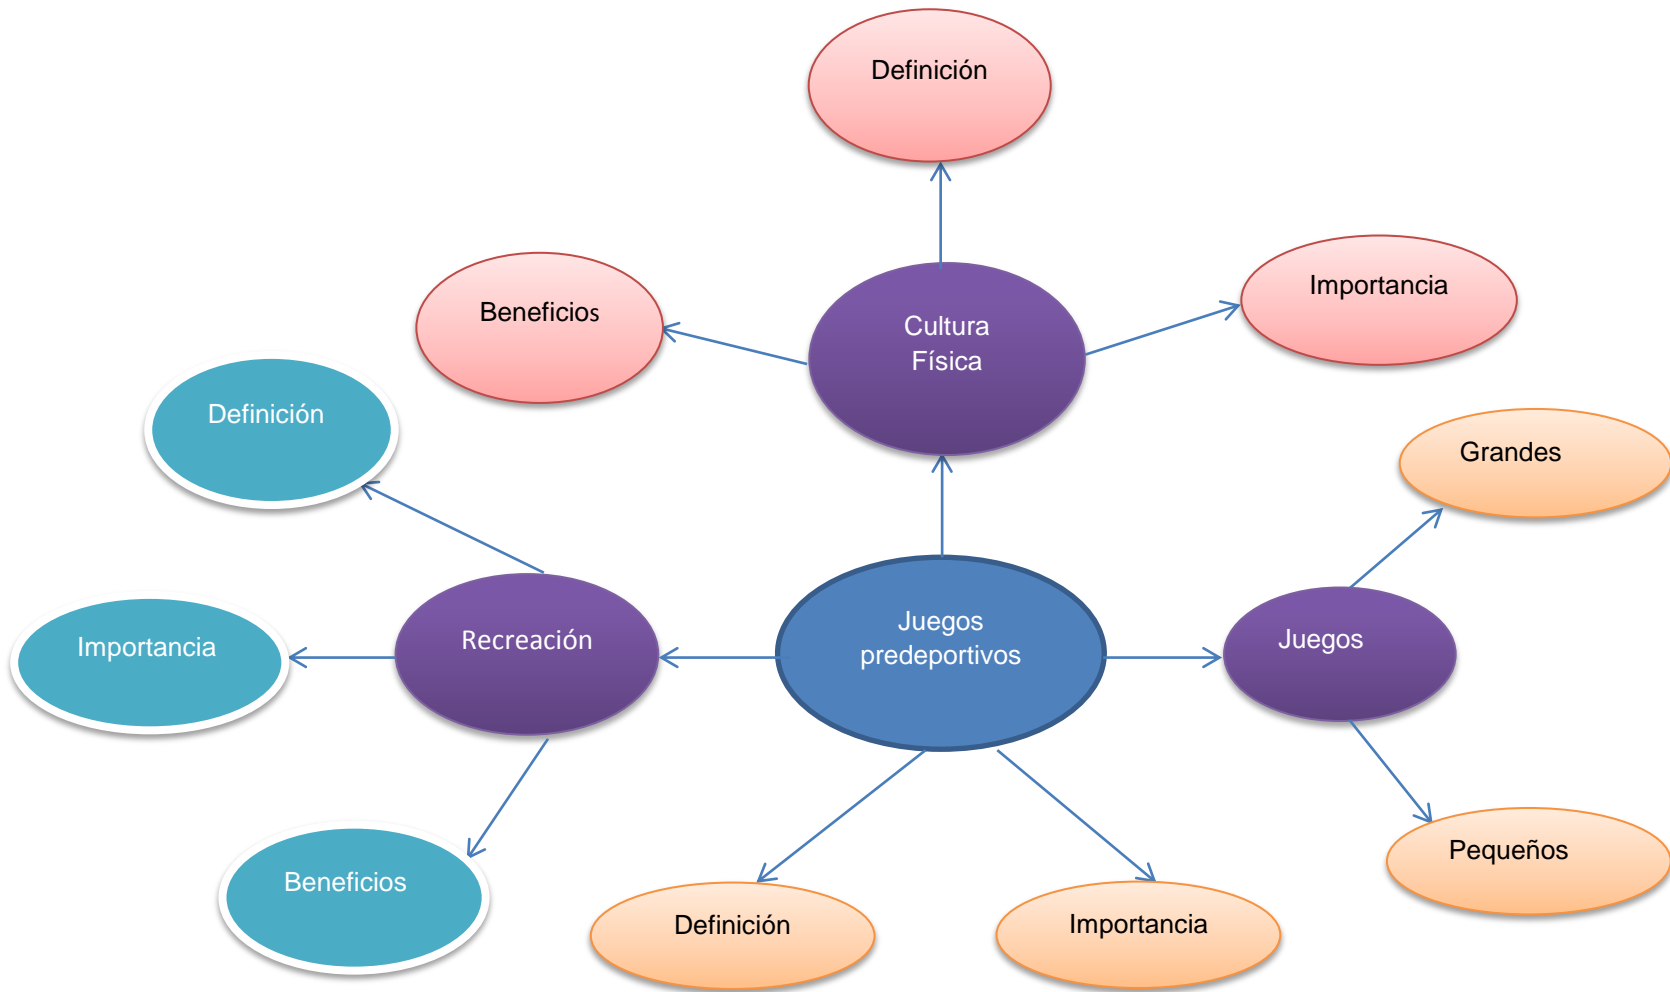 Definición
Importancia
Beneficios
Cultura
Física
Definición
Grandes
Juegos
predeportivos
Recreación
Juegos
Importancia
Pequeños
Beneficios
Definición
Importancia